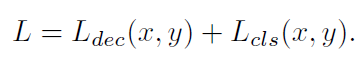 L = L_{dec}(x, y) + L_{cls}(x, y).